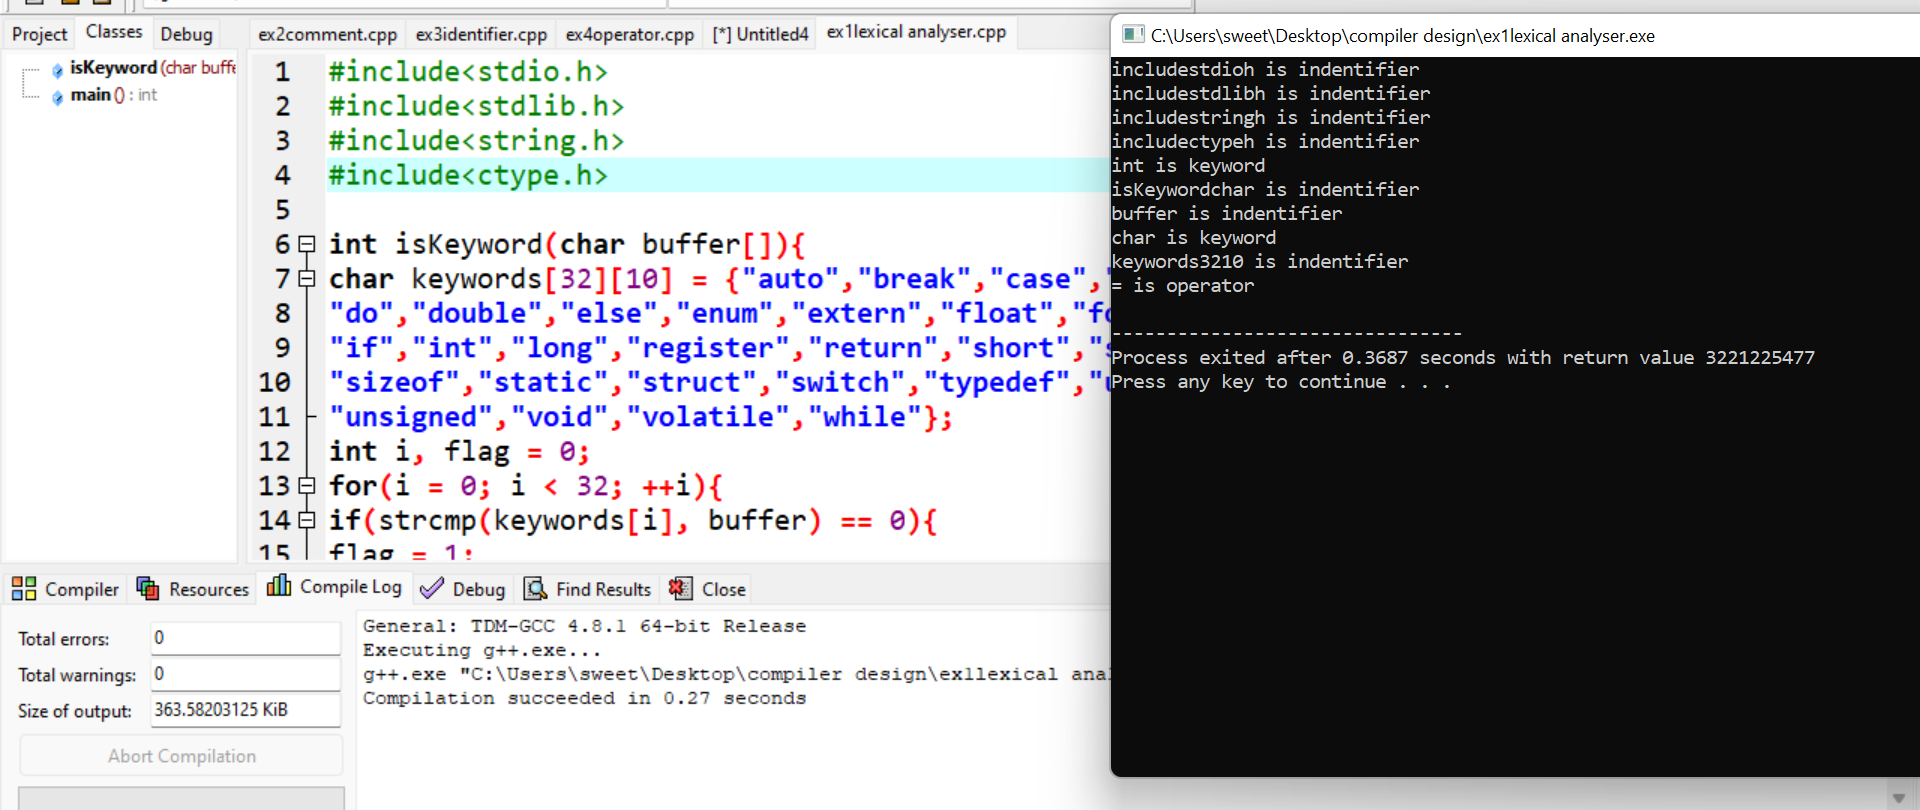 Project Classes Debug
isKeyword (char buffe
main () : int
ex2comment.cpp ex3identifier.cpp ex4operator.cpp [*] Untitled4 ex1lexical analyser.cpp
1 #include<stdio.h>
2 #include<stdlib.h>
3 #include<string.h>
4 #include<ctype.h>
5
6 int isKeyword(char buffer[]){
7 char keywords[32][10] = {"auto","break","case",
8 "do","double","else","enum","extern","float","fo
9 "if","int","long","register","return","short","s
10 "sizeof","static","struct","switch","typedef","u
11 "unsigned","void","volatile","while"};
12 int i, flag = 0;
13 for(i = 0; i < 32; ++i){
14 if(strcmp(keywords[i], buffer) == 0){
15 flag = 1;
C:\Users\sweet\Desktop\compiler design\ex1lexical analyser.exe
includestdioh is indentifier
includestdlibh is indentifier
includestringh is indentifier
includectypeh is indentifier
int is keyword
isKeywordchar is indentifier
buffer is indentifier
char is keyword
keywords3210 is indentifier
= is operator
--------------------------------
Process exited after 0.3687 seconds with return value 3221225477
Press any key to continue . . .
Compiler Resources Compile Log Debug Find Results Close
Total errors: 0
Total warnings: 0
Size of output: 363.58203125 KiB
Abort Compilation
General: TDM-GCC 4.8.1 64-bit Release
Executing g++.exe...
g++.exe "C:\Users\sweet\Desktop\compiler design\ex1lexical anal
Compilation succeeded in 0.27 seconds